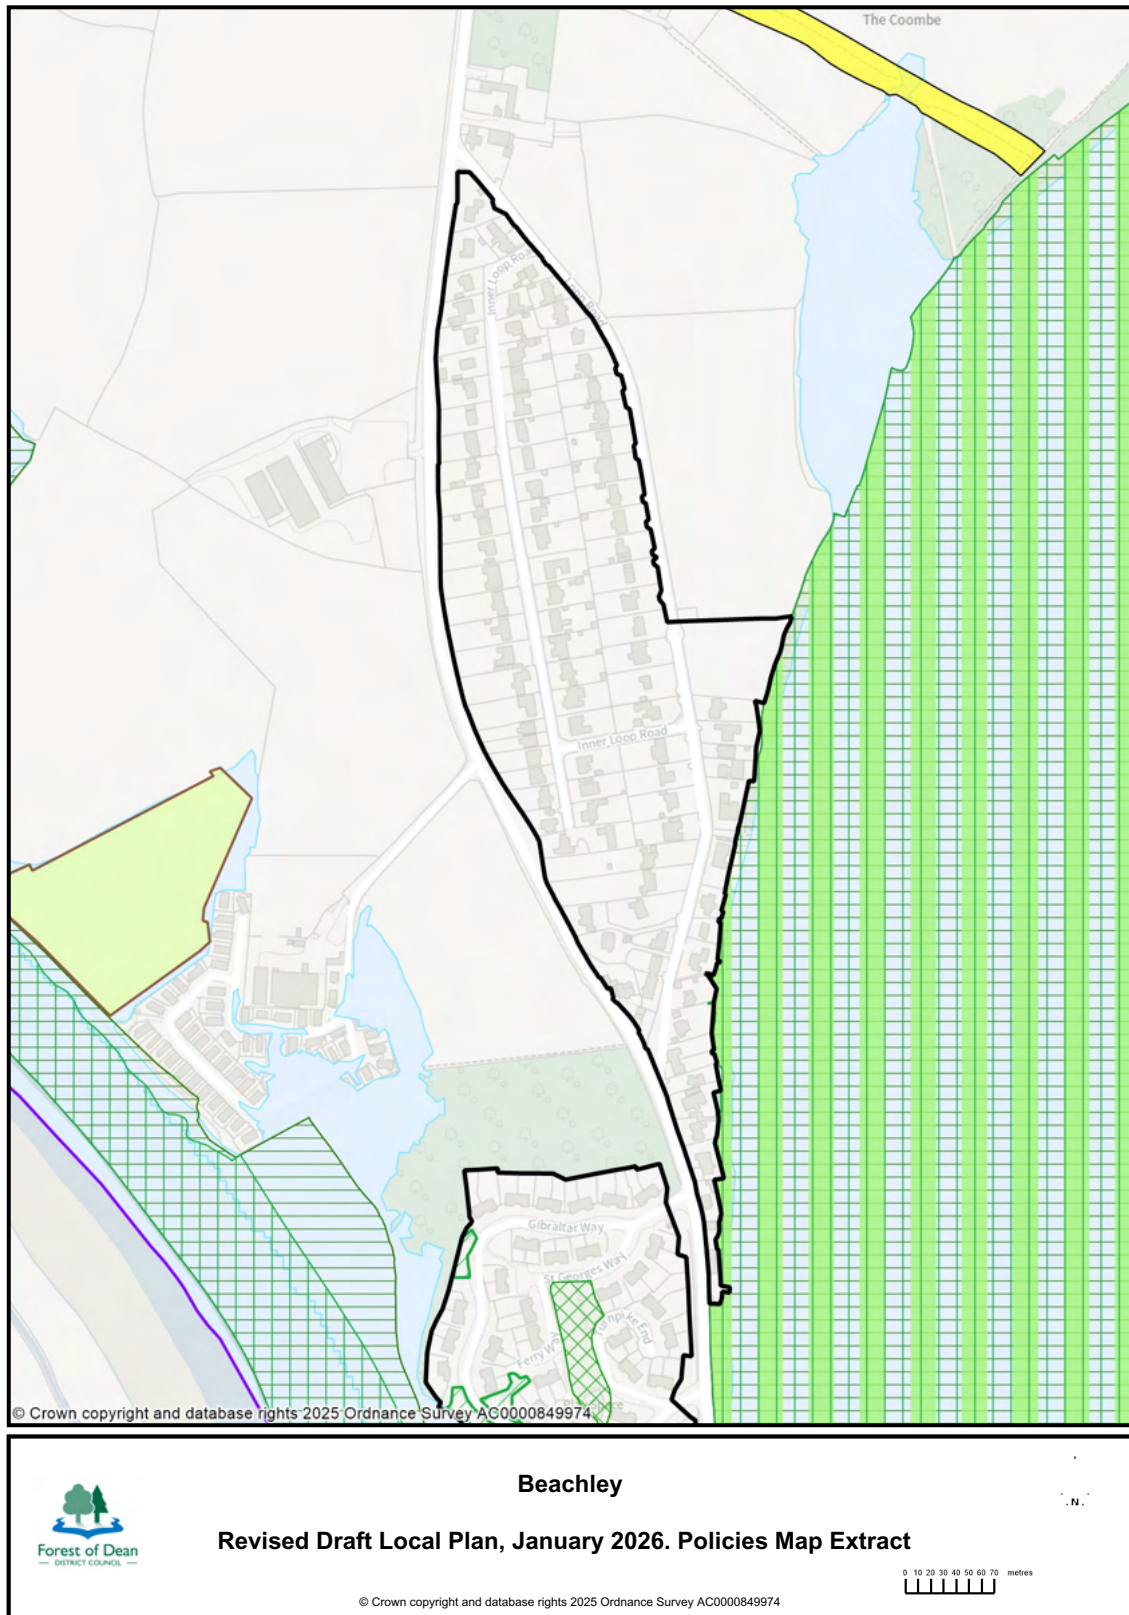 The Coombe
Inner Loop Road
Loop Road
Inner Loop Road
Gibraltar Way
St Georges Way
Turnpike End
Ferry Way
© Crown copyright and database rights 2025 Ordnance Survey AC0000849974
Beachley
N
Revised Draft Local Plan, January 2026. Policies Map Extract
Forest of Dean
DISTRICT COUNCIL
0 10 20 30 40 50 60 70 metres
© Crown copyright and database rights 2025 Ordnance Survey AC0000849974